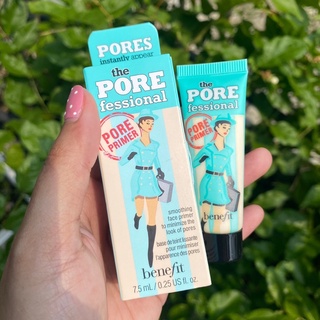 PORES
instantly appear
the
PORE
fessional
PORE
PRIMER
smoothing
face primer
to minimize the
look of pores.
base de teint lissante
pour minimiser
l'apparence des pores.
benefit
7.5 mL / 0.25 US fl. oz.
the
PORE
fessional
PORE
PRIMER
benefit